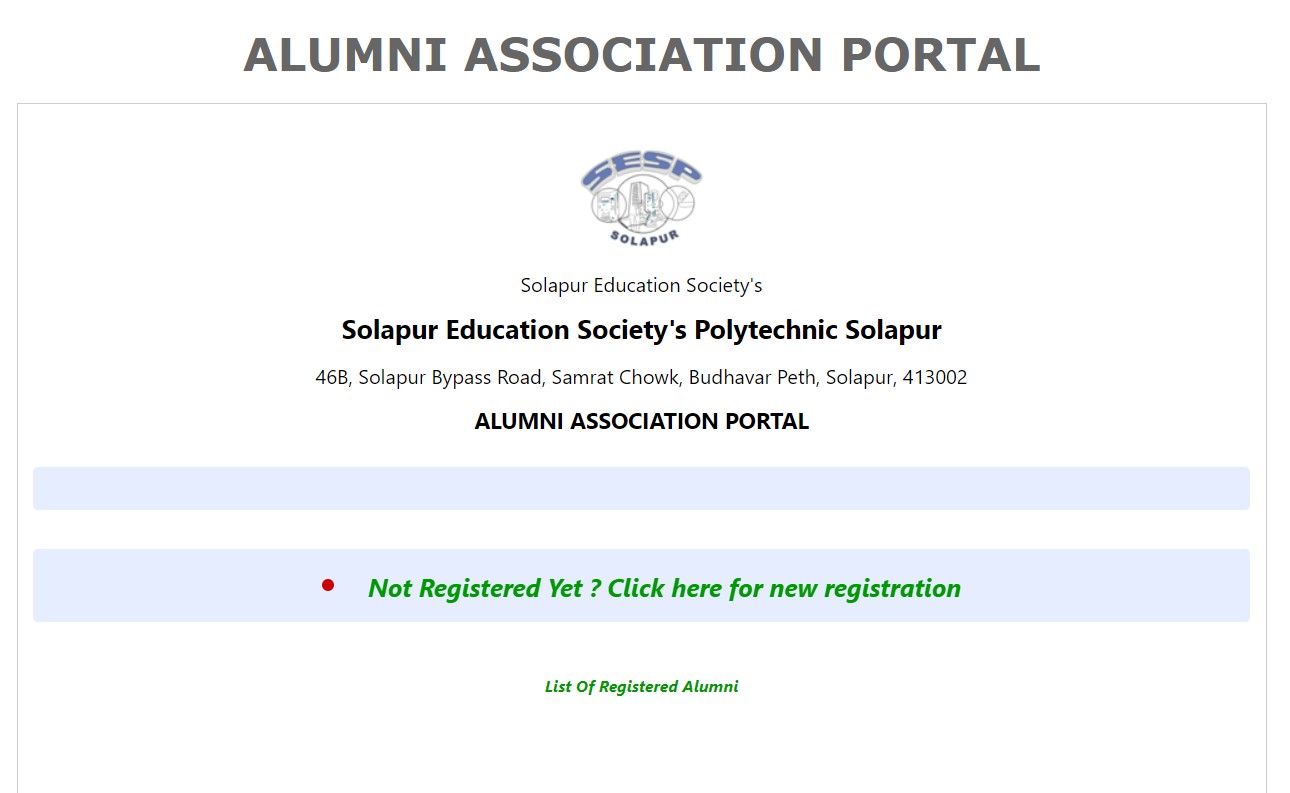 ALUMNI ASSOCIATION PORTAL
SESP
SOLAPUR
Solapur Education Society's
Solapur Education Society's Polytechnic Solapur
46B, Solapur Bypass Road, Samrat Chowk, Budhavar Peth, Solapur, 413002
ALUMNI ASSOCIATION PORTAL
Not Registered Yet ? Click here for new registration
List Of Registered Alumni